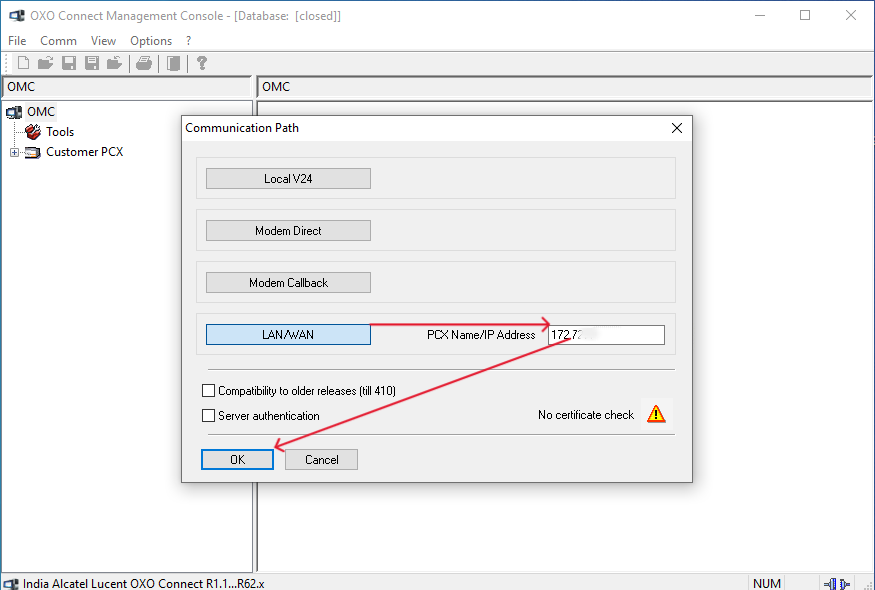 OXO Connect Management Console - [Database: [closed]]
File Comm View Options ?
OMC OMC
OMC
Tools
Customer PCX
Communication Path
Local V24
Modem Direct
Modem Callback
LAN/WAN PCX Name/IP Address 172.
Compatibility to older releases (till 410)
Server authentication No certificate check
OK Cancel
India Alcatel Lucent OXO Connect R1.1...R62.x NUM